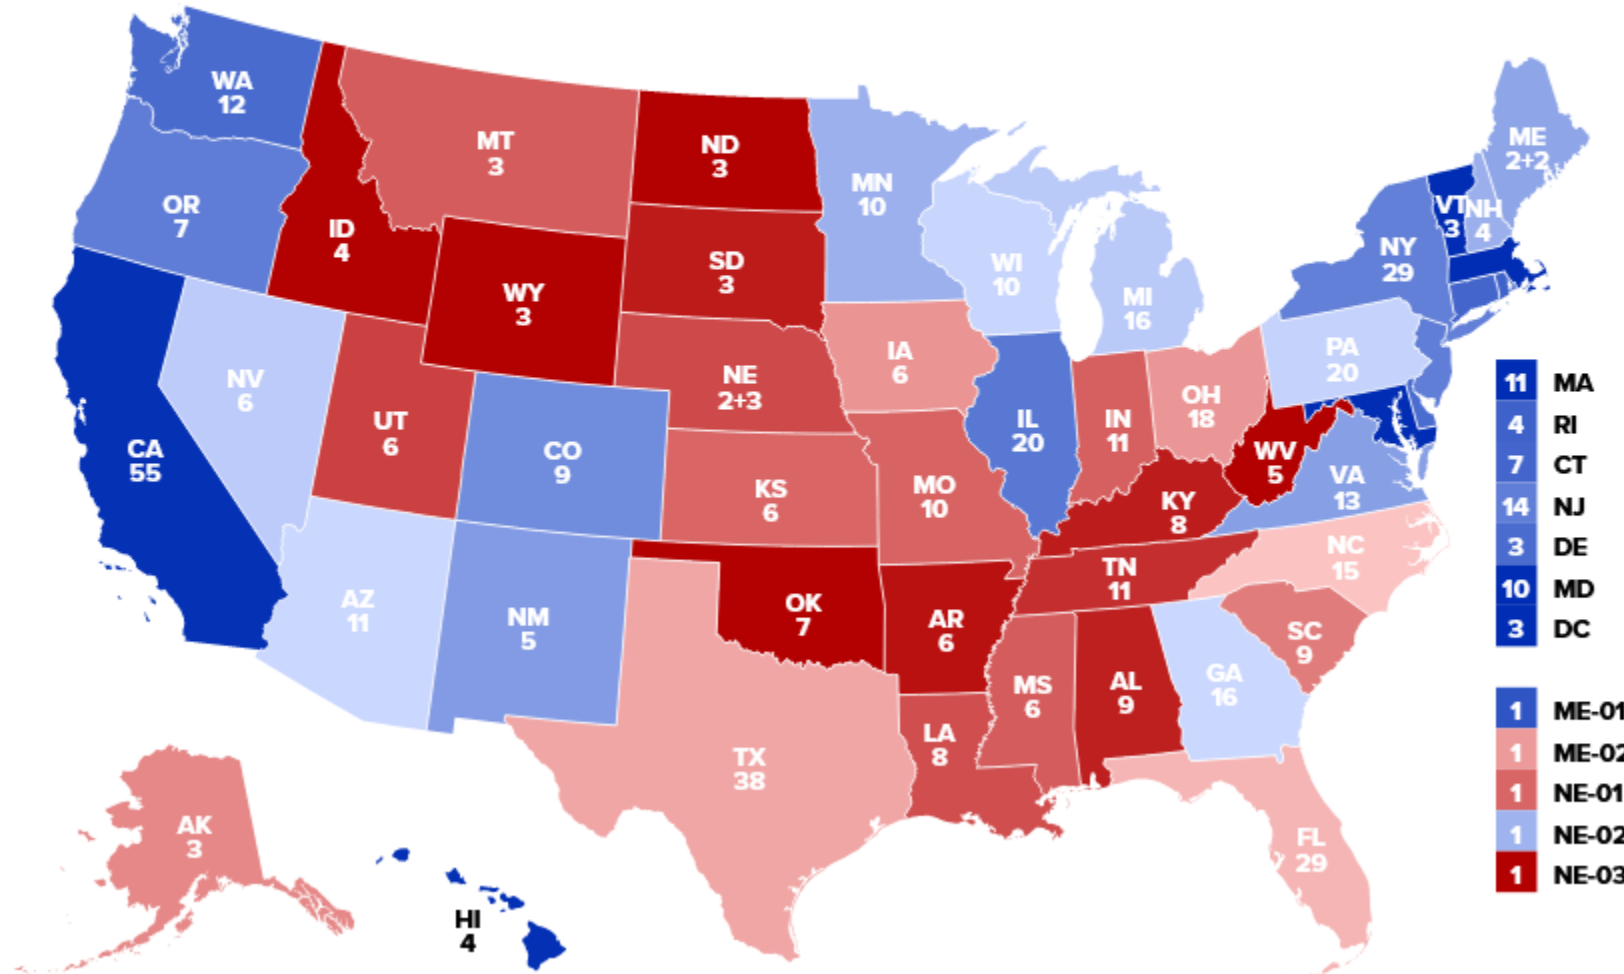 WA
12
OR
7
CA
55
NV
6
ID
4
MT
3
WY
3
UT
6
CO
9
AZ
11
NM
5
ND
3
SD
3
NE
2+3
KS
6
OK
7
TX
38
MN
10
IA
6
MO
10
AR
6
LA
8
WI
10
IL
20
MI
16
IN
11
OH
18
KY
8
TN
11
MS
6
AL
9
GA
16
FL
29
SC
9
NC
15
VA
13
WV
5
PA
20
NY
29
VT
3
NH
4
ME
2+2
AK
3
HI
4
11 MA
4 RI
7 CT
14 NJ
3 DE
10 MD
3 DC
1 ME-01
1 ME-02
1 NE-01
1 NE-02
1 NE-03